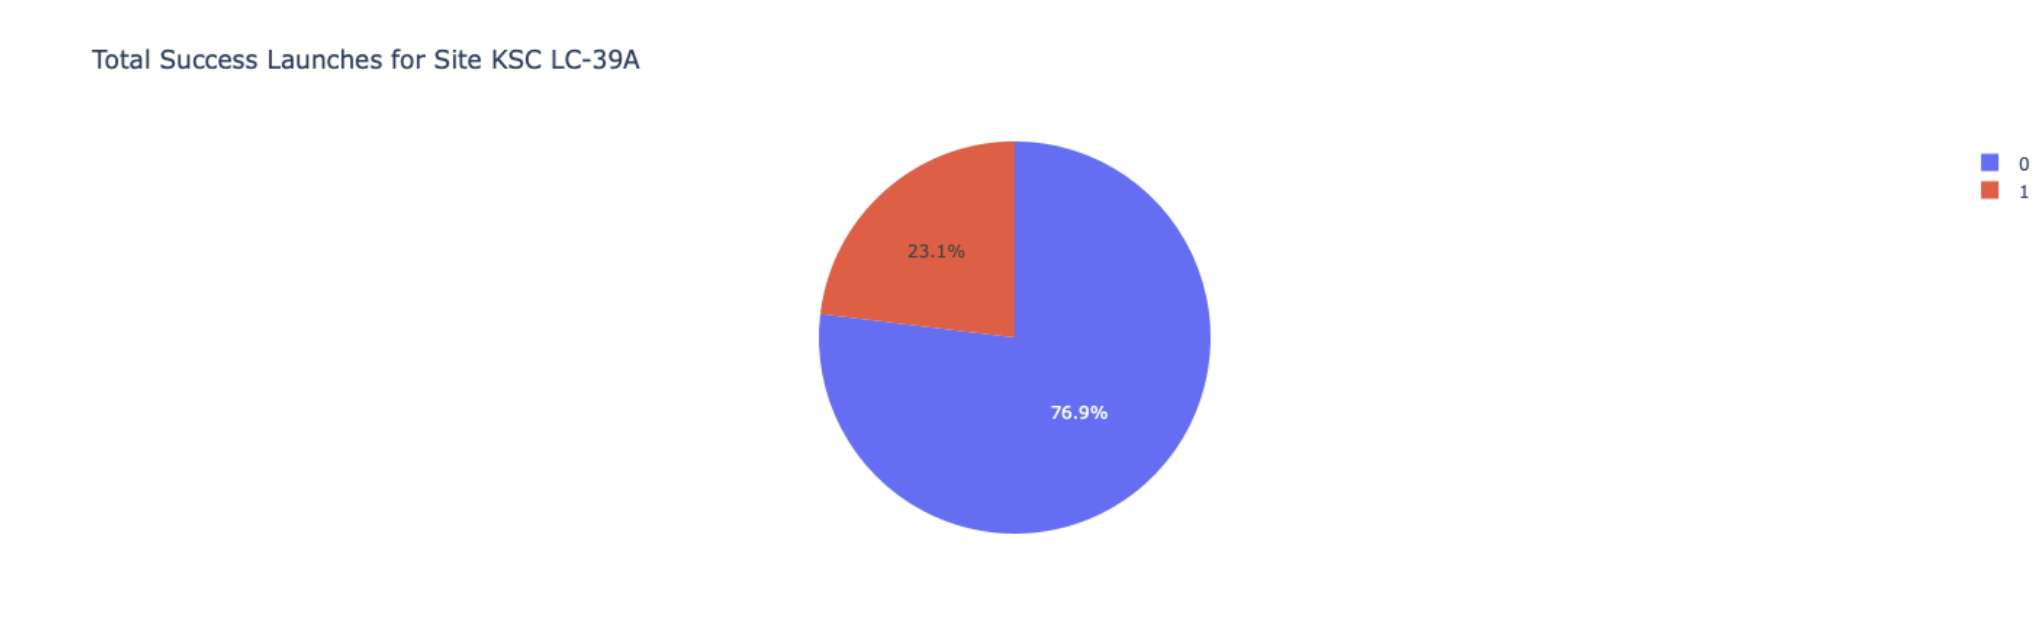 Total Success Launches for Site KSC LC-39A
0
1
23.1%
76.9%